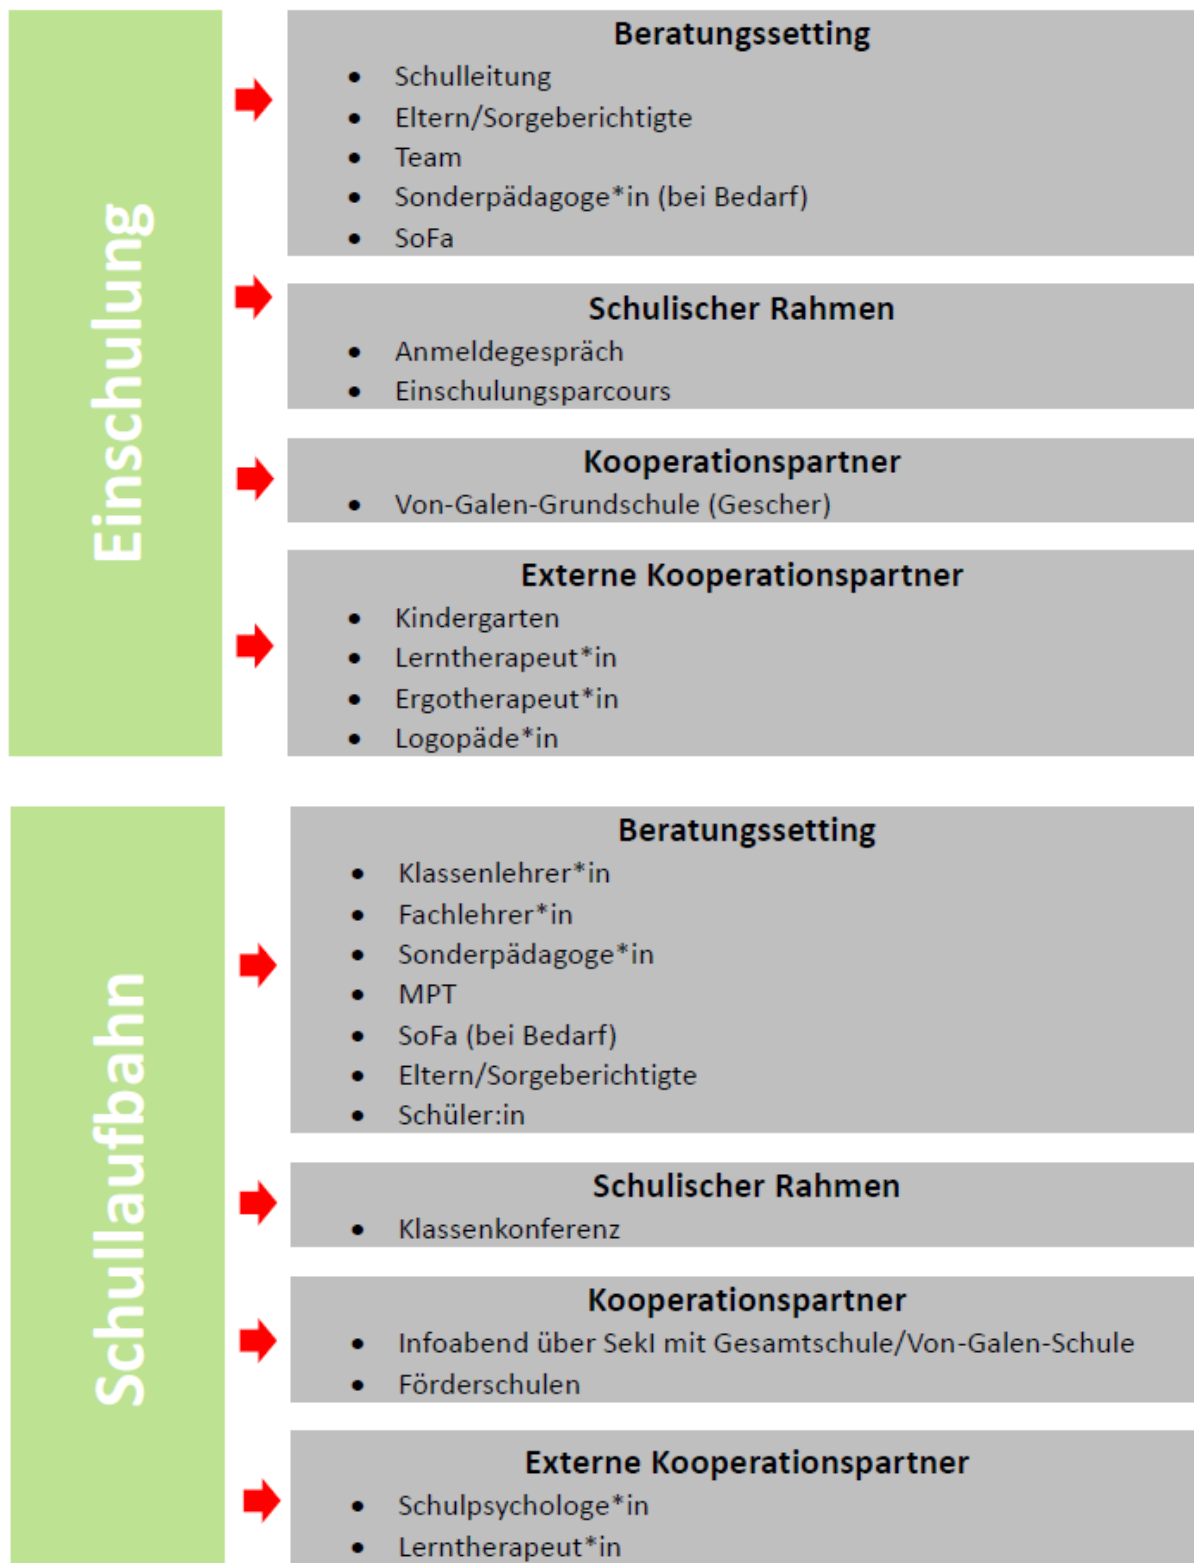 Einschulung
Beratungssetting
• Schulleitung
• Eltern/Sorgeberichtigte
• Team
• Sonderpädagoge*in (bei Bedarf)
• SoFa
Schulischer Rahmen
• Anmeldegespräch
• Einschulungsparcours
Kooperationspartner
• Von-Galen-Grundschule (Gescher)
Externe Kooperationspartner
• Kindergarten
• Lerntherapeut*in
• Ergotherapeut*in
• Logopäde*in
Schullaufbahn
Beratungssetting
• Klassenlehrer*in
• Fachlehrer*in
• Sonderpädagoge*in
• MPT
• SoFa (bei Bedarf)
• Eltern/Sorgeberichtigte
• Schüler:in
Schulischer Rahmen
• Klassenkonferenz
Kooperationspartner
• Infoabend über SekI mit Gesamtschule/Von-Galen-Schule
• Förderschulen
Externe Kooperationspartner
• Schulpsychologe*in
• Lerntherapeut*in